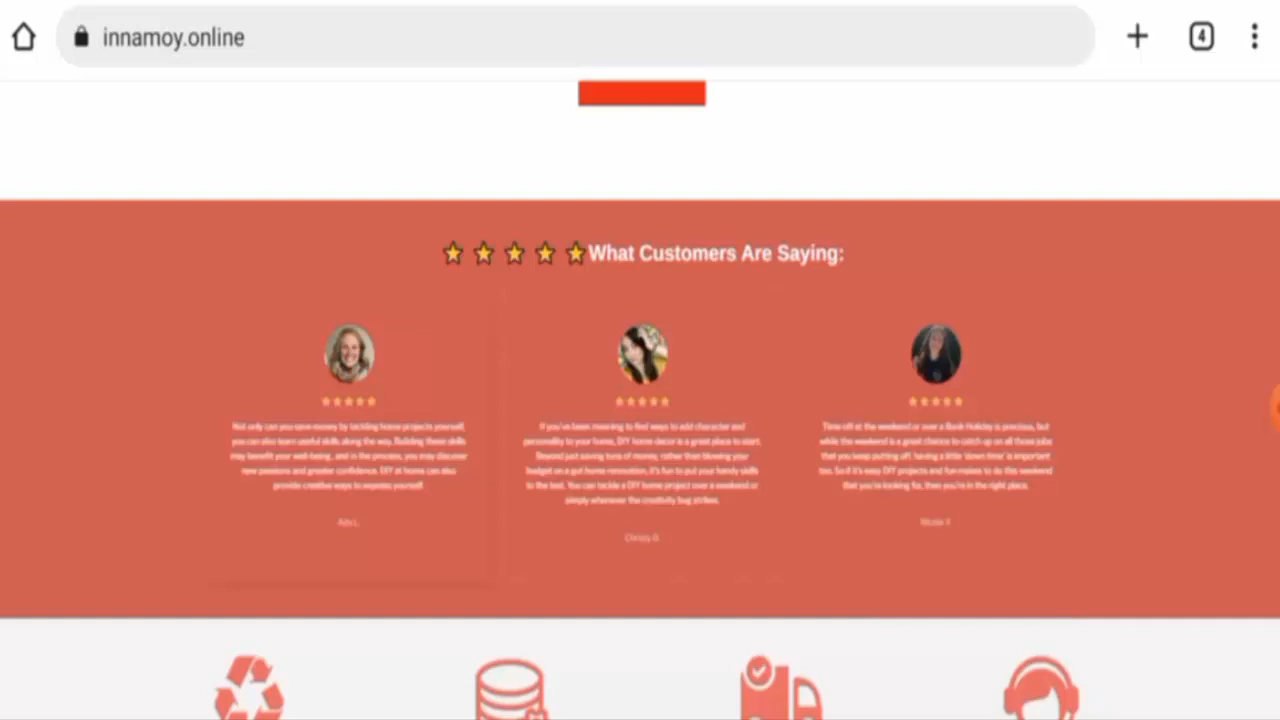 innamoy.online
4
What Customers Are Saying:
Not only can you save money by tackling home projects yourself,
you can also learn useful skills along the way. Building these skills
may benefit your well-being, and in the process, you may discover
new passions and greater confidence. DIY at home can also
provide creative ways to express yourself.
If you've been meaning to find ways to add character and
personality to your home, DIY home decor is a great place to start.
Beyond just saving tons of money, rather than blowing your
budget on a gut home renovation, it's fun to put your handy skills
to the test. You can tackle a DIY home project over a weekend or
simply whenever the creativity bug strikes.
Christy B.
Time off at the weekend or over a Bank Holiday is precious, but
while the weekend is a great chance to catch up on all those jobs
that you keep putting off, having a little 'down time' is important
too. So if it's easy DIY projects and fun makes to do this weekend
that you're looking for, then you're in the right place.